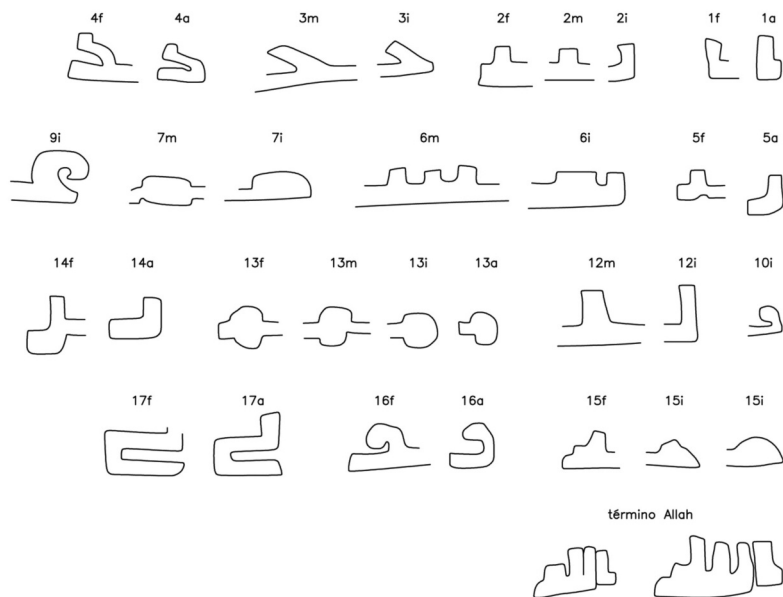 4f 4a 3m 3i 2f 2m 2i 1f 1a
9i 7m 7i 6m 6i 5f 5a
14f 14a 13f 13m 13i 13a 12m 12i 10i
17f 17a 16f 16a 15f 15i 15i
término Allah